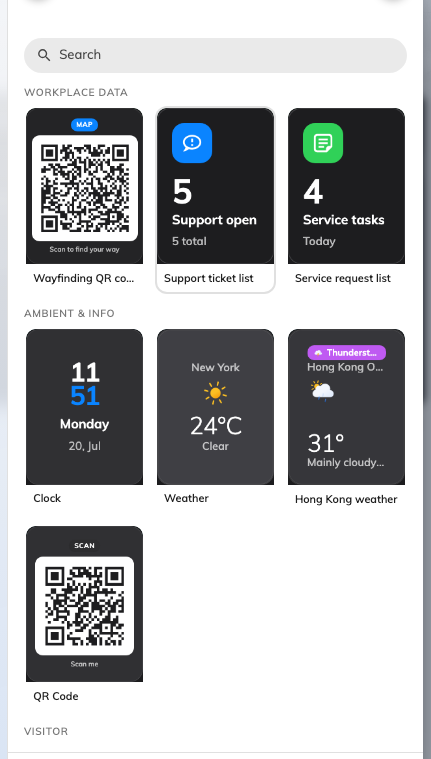 Search
WORKPLACE DATA
MAP
Scan to find your way
Wayfinding QR co...
5
Support open
5 total
Support ticket list
4
Service tasks
Today
Service request list
AMBIENT & INFO
11
51
Monday
20, Jul
Clock
New York
24°C
Clear
Weather
Thunderst...
Hong Kong O...
31°
Mainly cloudy...
Hong Kong weather
SCAN
Scan me
QR Code
VISITOR